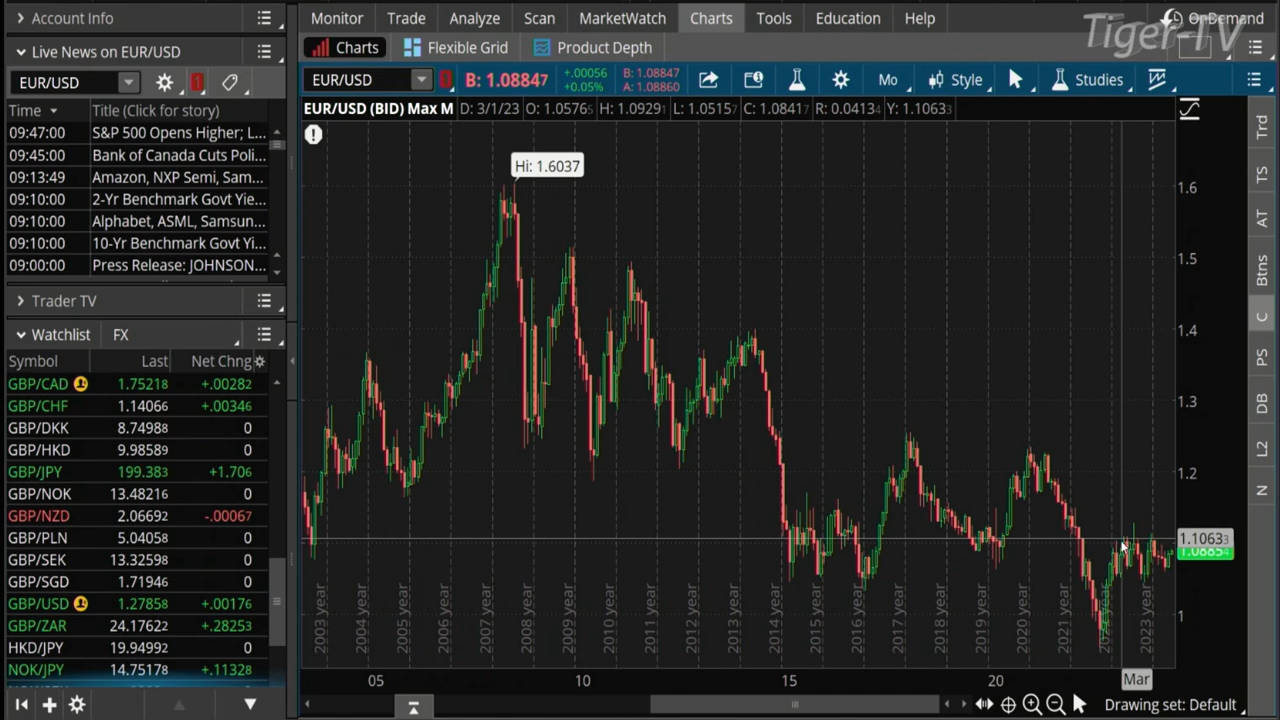 Account Info
Monitor Trade Analyze Scan MarketWatch Charts Tools Education Help
OnDemand
Tiger-TV
Live News on EUR/USD
Charts Flexible Grid Product Depth
EUR/USD
EUR/USD B: 1.08847 +.00056 +0.05% B: 1.08847 A: 1.08860 Mo Style Studies
Time Title (Click for story)
EUR/USD (BID) Max M D: 3/1/23 O: 1.05765 H: 1.09291 L: 1.05157 C: 1.08417 R: 0.04134 Y: 1.10633
09:47:00 S&P 500 Opens Higher; L...
09:45:00 Bank of Canada Cuts Poli...
09:13:49 Amazon, NXP Semi, Sam...
09:10:00 2-Yr Benchmark Govt Yie...
09:10:00 Alphabet, ASML, Samsun...
09:10:00 10-Yr Benchmark Govt Yi...
09:00:00 Press Release: JOHNSON...
Trader TV
Watchlist FX
Symbol Last Net Chng
GBP/CAD 1.75218 +.00282
GBP/CHF 1.14066 +.00346
GBP/DKK 8.74988 0
GBP/HKD 9.98589 0
GBP/JPY 199.383 +1.706
GBP/NOK 13.48216 0
GBP/NZD 2.06692 -.00067
GBP/PLN 5.04058 0
GBP/SEK 13.32598 0
GBP/SGD 1.71946 0
GBP/USD 1.27858 +.00176
GBP/ZAR 24.17622 +.28253
HKD/JPY 19.94992 0
NOK/JPY 14.75178 +.11328
Hi: 1.6037
1.6
1.5
1.4
1.3
1.2
1.10633
1.08854
1
2003 year 2004 year 2005 year 2006 year 2007 year 2008 year 2009 year 2010 year 2011 year 2012 year 2013 year 2014 year 2015 year 2016 year 2017 year 2018 year 2019 year 2020 year 2021 year 2023 year
05 10 15 20 Mar
Drawing set: Default
Trd
TS
AT
Btns
C
PS
DB
L2
N